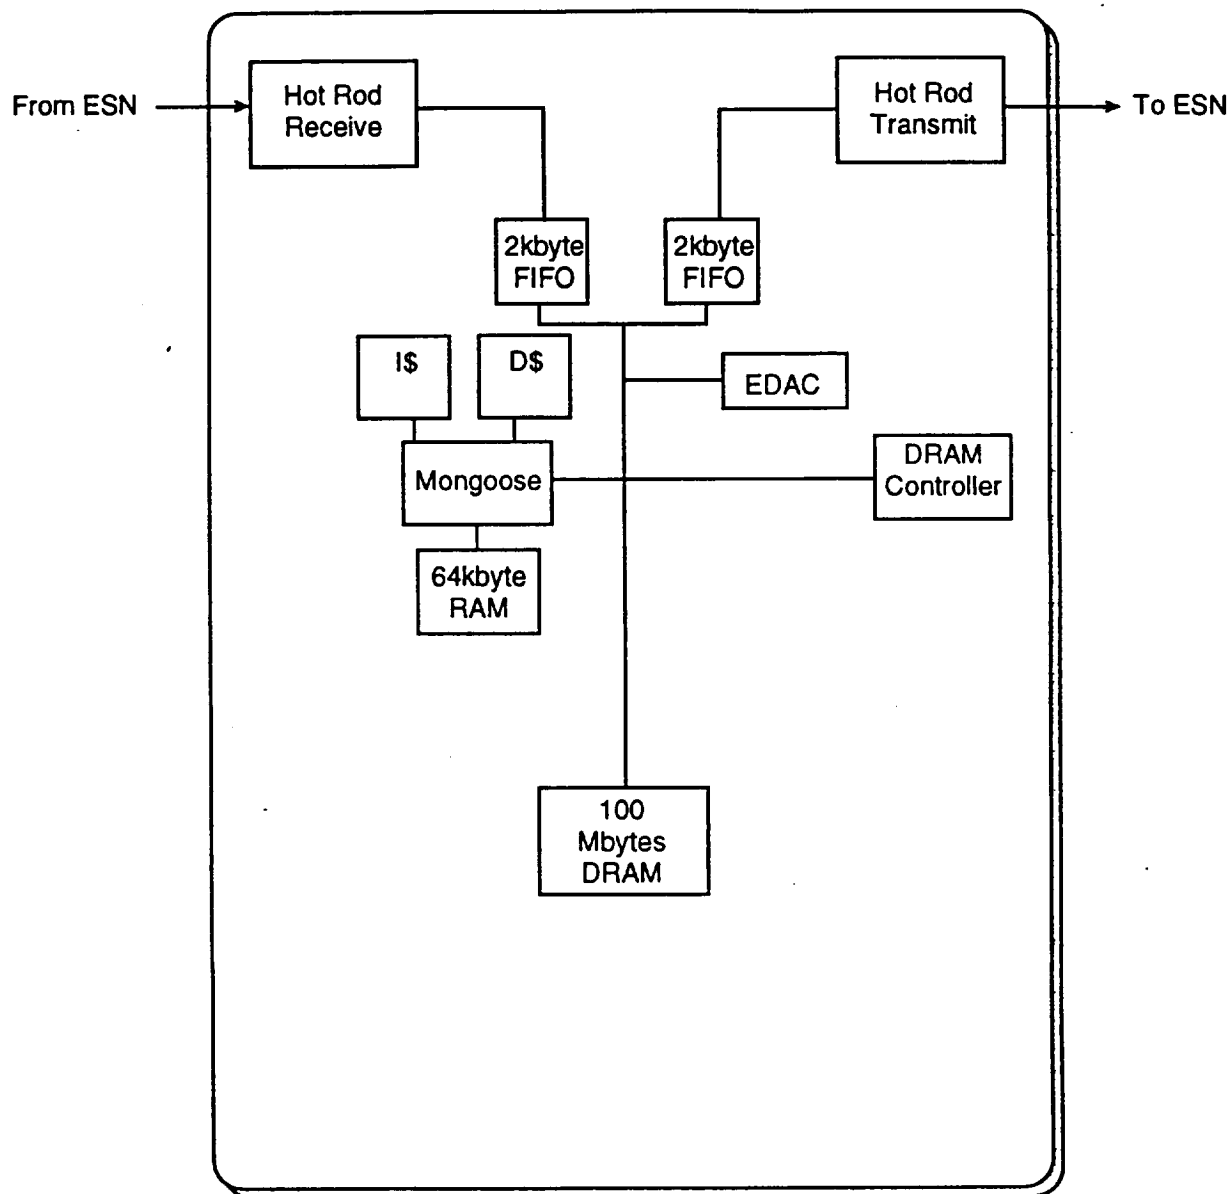 From ESN
Hot Rod
Receive
Hot Rod
Transmit
To ESN
2kbyte
FIFO
2kbyte
FIFO
I$
D$
EDAC
Mongoose
DRAM
Controller
64kbyte
RAM
100
Mbytes
DRAM